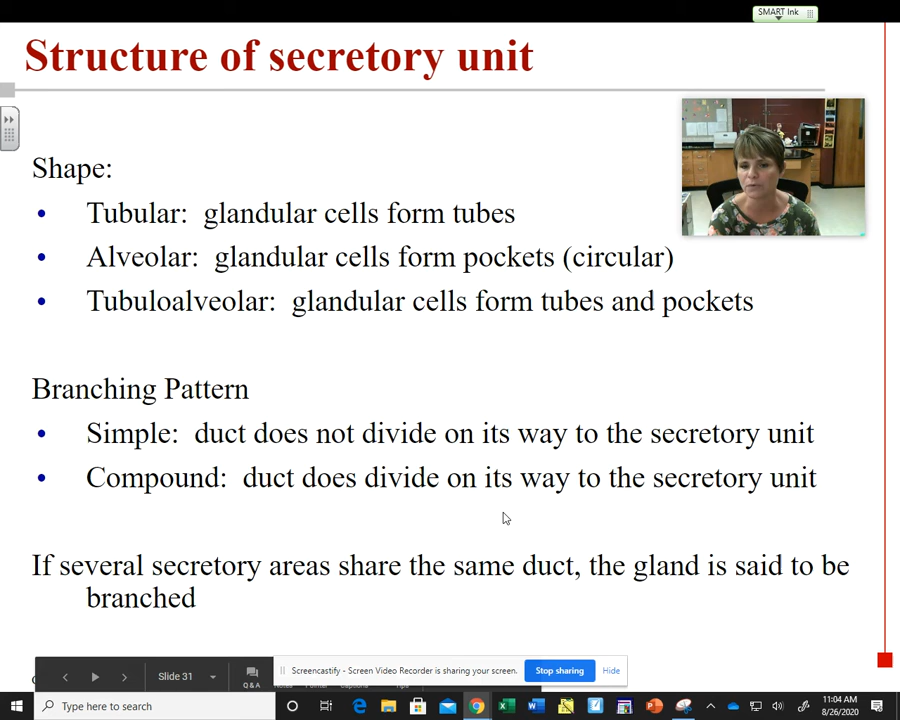 SMART Ink
Structure of secretory unit
Shape:
• Tubular: glandular cells form tubes
• Alveolar: glandular cells form pockets (circular)
• Tubuloalveolar: glandular cells form tubes and pockets
Branching Pattern
• Simple: duct does not divide on its way to the secretory unit
• Compound: duct does divide on its way to the secretory unit
If several secretory areas share the same duct, the gland is said to be
branched
Slide 31
Q&A
Screencastify - Screen Video Recorder is sharing your screen.
Stop sharing
Hide
Type here to search
11:04 AM
8/26/2020